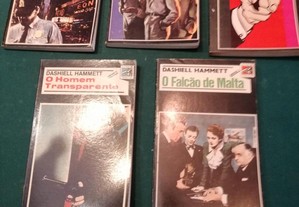 DASHIELL HAMMETT
O Homem
Transparente
DASHIELL HAMMETT
O Falcão de Malta